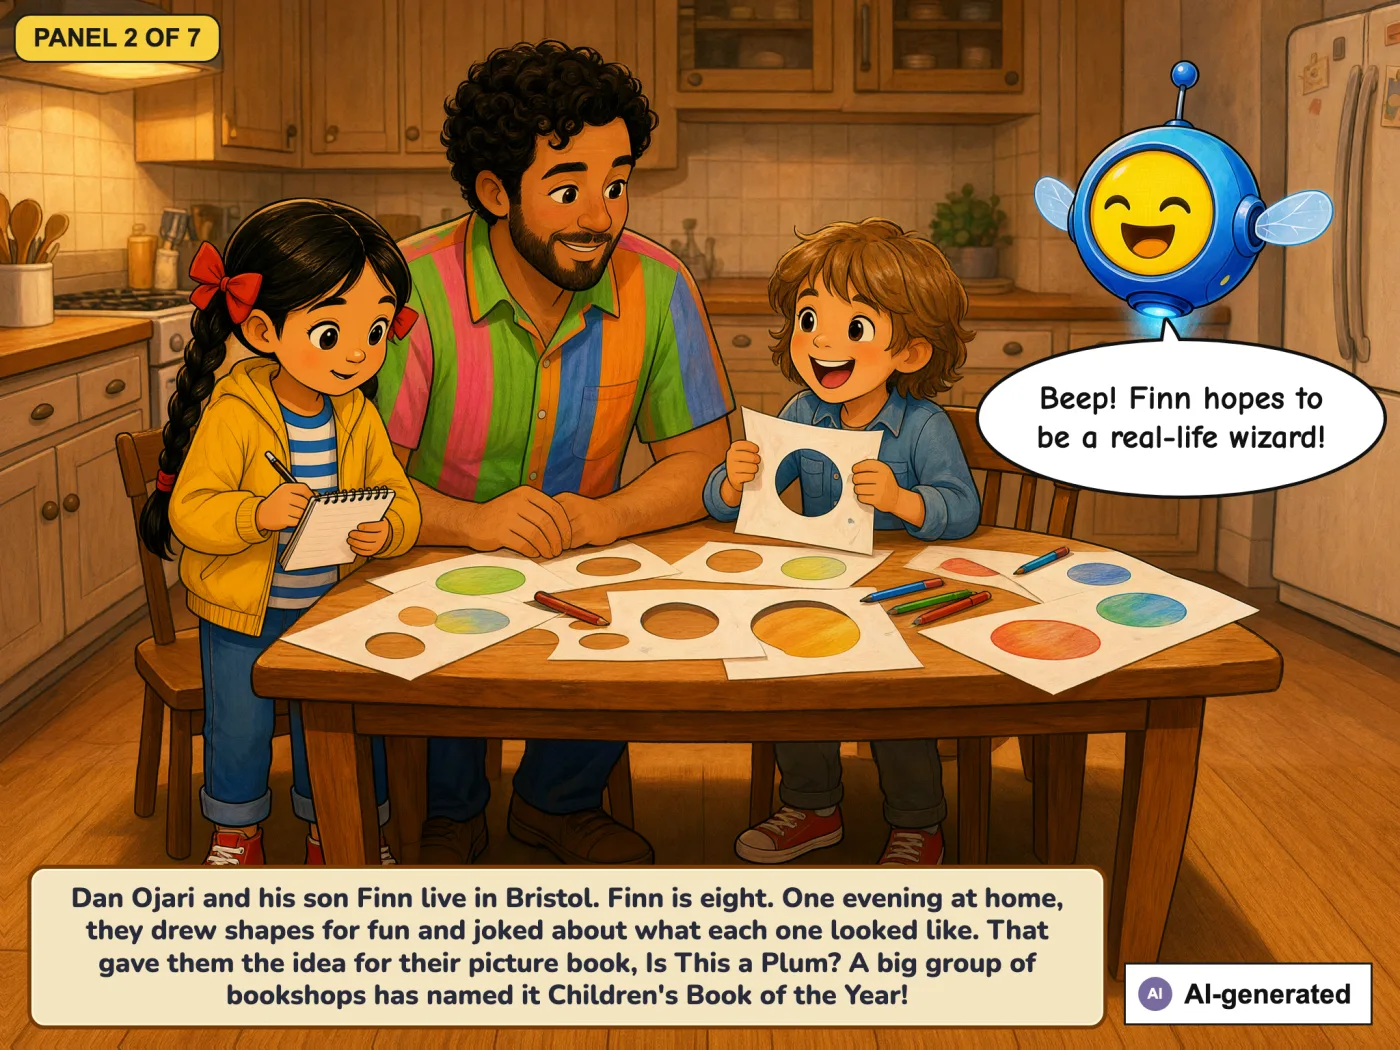 PANEL 2 OF 7
Beep! Finn hopes to
be a real-life wizard!
Dan Ojari and his son Finn live in Bristol. Finn is eight. One evening at home,
they drew shapes for fun and joked about what each one looked like. That
gave them the idea for their picture book, Is This a Plum? A big group of
bookshops has named it Children's Book of the Year!
AI AI-generated